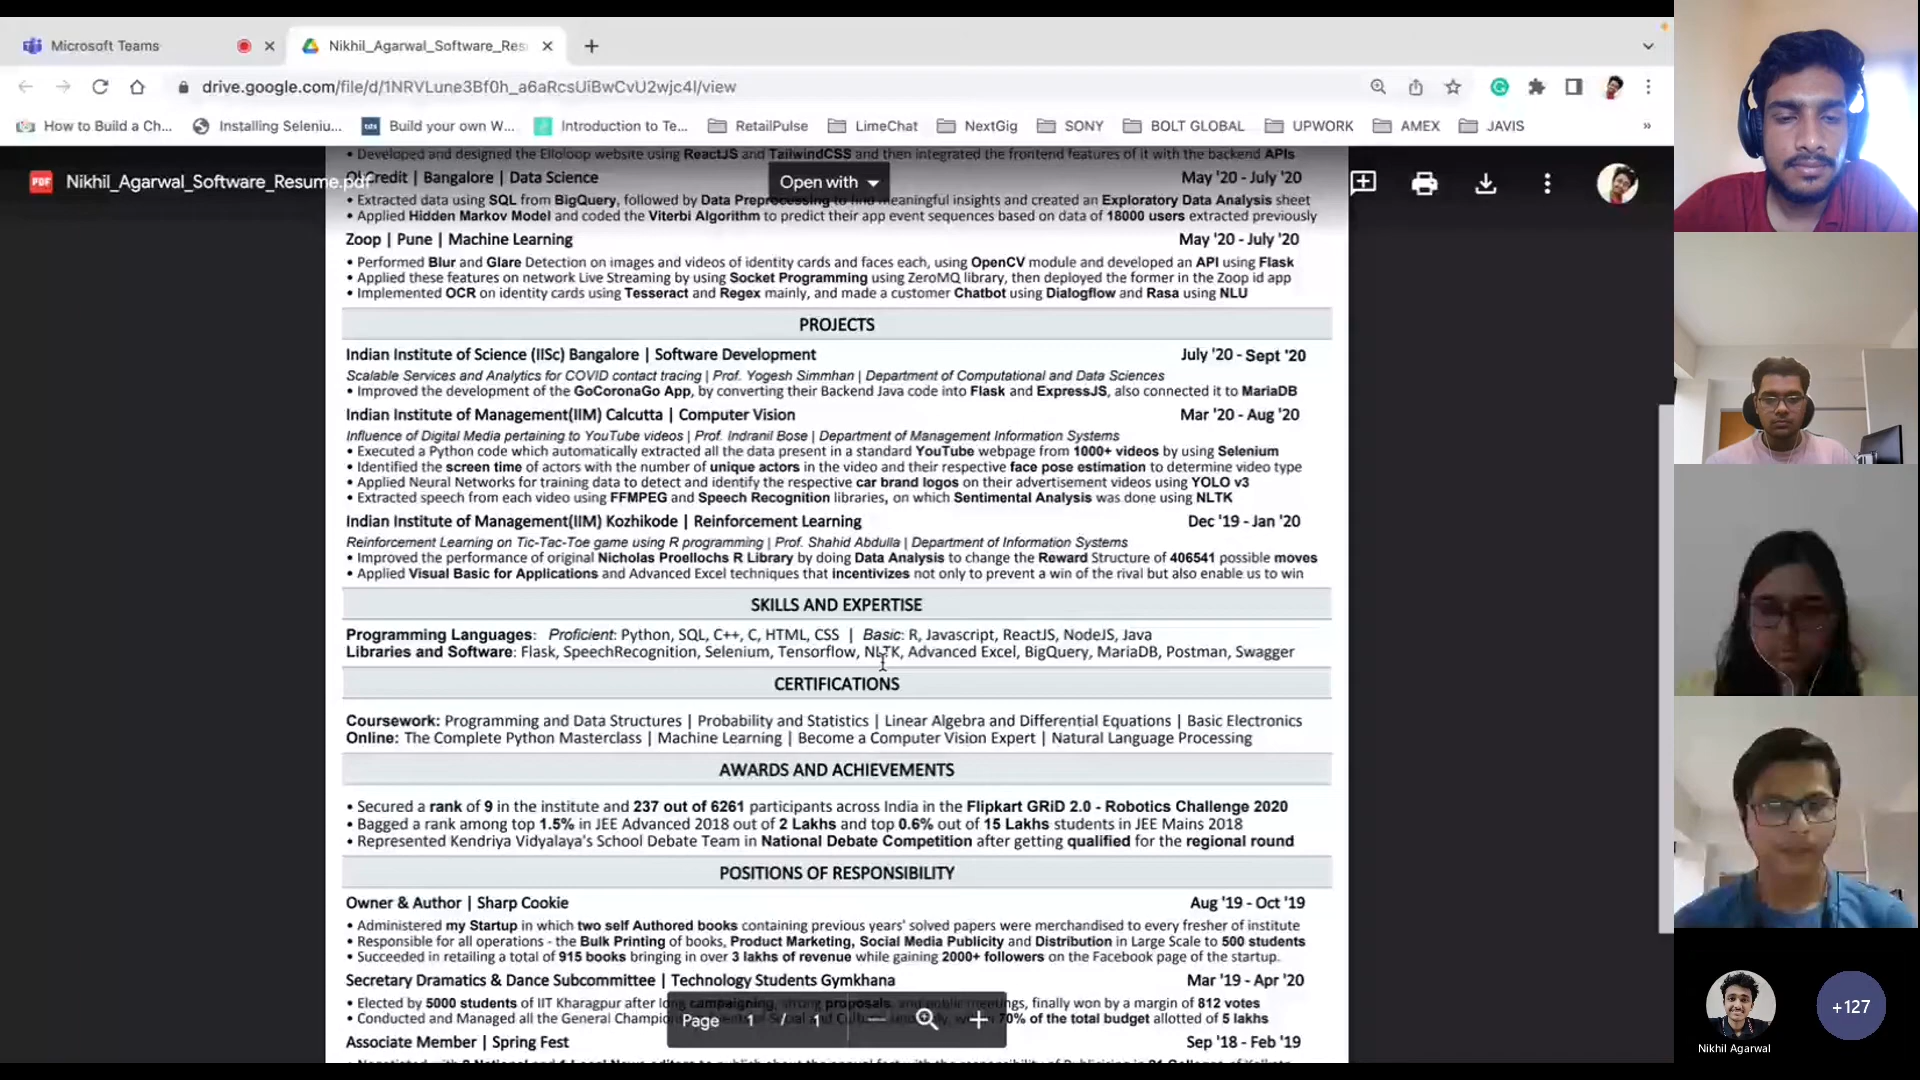 Microsoft Teams
Nikhil_Agarwal_Software_Res
drive.google.com/file/d/1NRVLune3Bf0h_a6aRcsUiBwCvU2wjc4l/view
How to Build a Ch... Installing Seleniu... Build your own W... Introduction to Te... RetailPulse LimeChat NextGig SONY BOLT GLOBAL UPWORK AMEX JAVIS »
PDF Nikhil_Agarwal_Software_Resume.pdf
Open with
• Developed and designed the Elloloop website using ReactJS and TailwindCSS and then integrated the frontend features of it with the backend APIs
Credit | Bangalore | Data Science May '20 - July '20
• Extracted data using SQL from BigQuery, followed by Data Preprocessing to find meaningful insights and created an Exploratory Data Analysis sheet
• Applied Hidden Markov Model and coded the Viterbi Algorithm to predict their app event sequences based on data of 18000 users extracted previously
Zoop | Pune | Machine Learning May '20 - July '20
• Performed Blur and Glare Detection on images and videos of identity cards and faces each, using OpenCV module and developed an API using Flask
• Applied these features on network Live Streaming by using Socket Programming using ZeroMQ library, then deployed the former in the Zoop id app
• Implemented OCR on identity cards using Tesseract and Regex mainly, and made a customer Chatbot using Dialogflow and Rasa using NLU
PROJECTS
Indian Institute of Science (IISc) Bangalore | Software Development July '20 - Sept '20
Scalable Services and Analytics for COVID contact tracing | Prof. Yogesh Simmhan | Department of Computational and Data Sciences
• Improved the development of the GoCoronaGo App, by converting their Backend Java code into Flask and ExpressJS, also connected it to MariaDB
Indian Institute of Management(IIM) Calcutta | Computer Vision Mar '20 - Aug '20
Influence of Digital Media pertaining to YouTube videos | Prof. Indranil Bose | Department of Management Information Systems
• Executed a Python code which automatically extracted all the data present in a standard YouTube webpage from 1000+ videos by using Selenium
• Identified the screen time of actors with the number of unique actors in the video and their respective face pose estimation to determine video type
• Applied Neural Networks for training data to detect and identify the respective car brand logos on their advertisement videos using YOLO v3
• Extracted speech from each video using FFMPEG and Speech Recognition libraries, on which Sentimental Analysis was done using NLTK
Indian Institute of Management(IIM) Kozhikode | Reinforcement Learning Dec '19 - Jan '20
Reinforcement Learning on Tic-Tac-Toe game using R programming | Prof. Shahid Abdulla | Department of Information Systems
• Improved the performance of original Nicholas Proellochs R Library by doing Data Analysis to change the Reward Structure of 406541 possible moves
• Applied Visual Basic for Applications and Advanced Excel techniques that incentivizes not only to prevent a win of the rival but also enable us to win
SKILLS AND EXPERTISE
Programming Languages: Proficient: Python, SQL, C++, C, HTML, CSS | Basic: R, Javascript, ReactJS, NodeJS, Java
Libraries and Software: Flask, SpeechRecognition, Selenium, Tensorflow, NLTK, Advanced Excel, BigQuery, MariaDB, Postman, Swagger
CERTIFICATIONS
Coursework: Programming and Data Structures | Probability and Statistics | Linear Algebra and Differential Equations | Basic Electronics
Online: The Complete Python Masterclass | Machine Learning | Become a Computer Vision Expert | Natural Language Processing
AWARDS AND ACHIEVEMENTS
• Secured a rank of 9 in the institute and 237 out of 6261 participants across India in the Flipkart GRiD 2.0 - Robotics Challenge 2020
• Bagged a rank among top 1.5% in JEE Advanced 2018 out of 2 Lakhs and top 0.6% out of 15 Lakhs students in JEE Mains 2018
• Represented Kendriya Vidyalaya's School Debate Team in National Debate Competition after getting qualified for the regional round
POSITIONS OF RESPONSIBILITY
Owner & Author | Sharp Cookie Aug '19 - Oct '19
• Administered my Startup in which two self Authored books containing previous years' solved papers were merchandised to every fresher of institute
• Responsible for all operations - the Bulk Printing of books, Product Marketing, Social Media Publicity and Distribution in Large Scale to 500 students
• Succeeded in retailing a total of 915 books bringing in over 3 lakhs of revenue while gaining 2000+ followers on the Facebook page of the startup.
Secretary Dramatics & Dance Subcommittee | Technology Students Gymkhana Mar '19 - Apr '20
• Elected by 5000 students of IIT Kharagpur after long campaigning, strong proposals, and public meetings, finally won by a margin of 812 votes
• Conducted and Managed all the General 70% of the total budget allotted of 5 lakhs
Page 1 / 1
Associate Member | Spring Fest Sep '18 - Feb '19
Nikhil Agarwal
+127